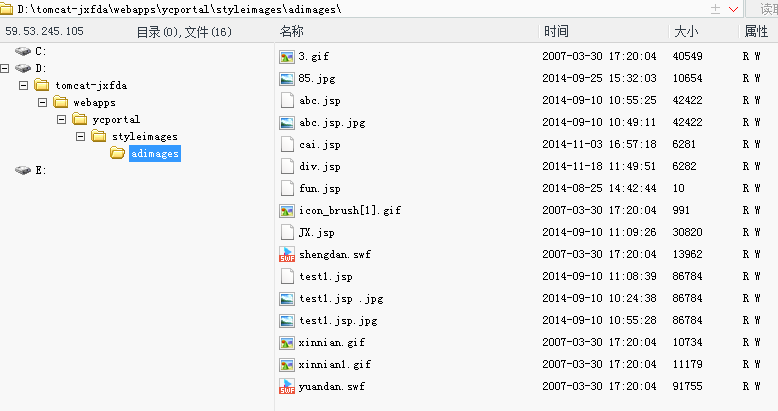 D:\tomcat-jxfda\webapps\ycportal\styleimages\adimages\ 读取
59.53.245.105 目录(0),文件(16) 名称 时间 大小 属性
C:
D:
tomcat-jxfda
webapps
ycportal
styleimages
adimages
E:
3.gif 2007-03-30 17:20:04 40549 R W
85.jpg 2014-09-25 15:32:03 10654 R W
abc.jsp 2014-09-10 10:55:25 42422 R W
abc.jsp.jpg 2014-09-10 10:49:11 42422 R W
cai.jsp 2014-11-03 16:57:18 6281 R W
div.jsp 2014-11-18 11:49:51 6282 R W
fun.jsp 2014-08-25 14:42:44 10 R W
icon_brush[1].gif 2007-03-30 17:20:04 991 R W
JX.jsp 2014-09-10 11:09:26 30820 R W
shengdan.swf 2007-03-30 17:20:04 13962 R W
test1.jsp 2014-09-10 11:08:39 86784 R W
test1.jsp .jpg 2014-09-10 10:24:38 86784 R W
test1.jsp.jpg 2014-09-10 10:55:28 86784 R W
xinnian.gif 2007-03-30 17:20:04 10734 R W
xinnian1.gif 2007-03-30 17:20:04 11179 R W
yuandan.swf 2007-03-30 17:20:04 91755 R W